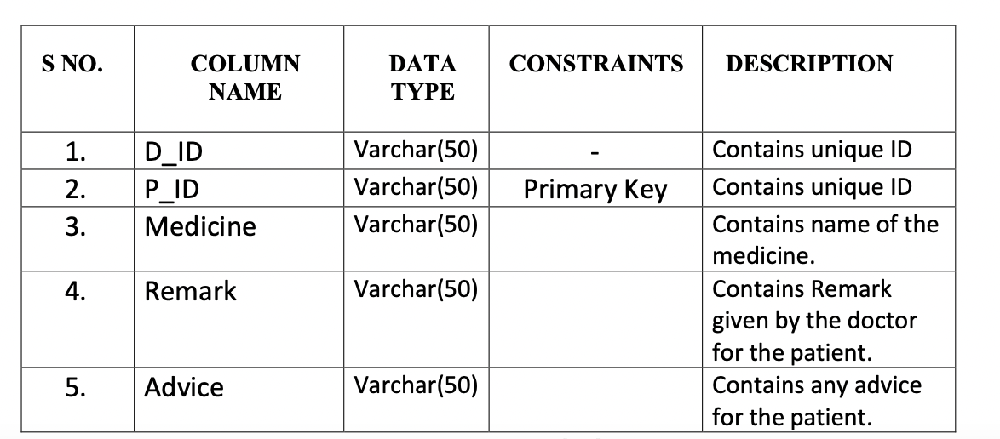 S NO. COLUMN NAME DATA TYPE CONSTRAINTS DESCRIPTION
1. D_ID Varchar(50) - Contains unique ID
2. P_ID Varchar(50) Primary Key Contains unique ID
3. Medicine Varchar(50) Contains name of the
medicine.
4. Remark Varchar(50) Contains Remark
given by the doctor
for the patient.
5. Advice Varchar(50) Contains any advice
for the patient.